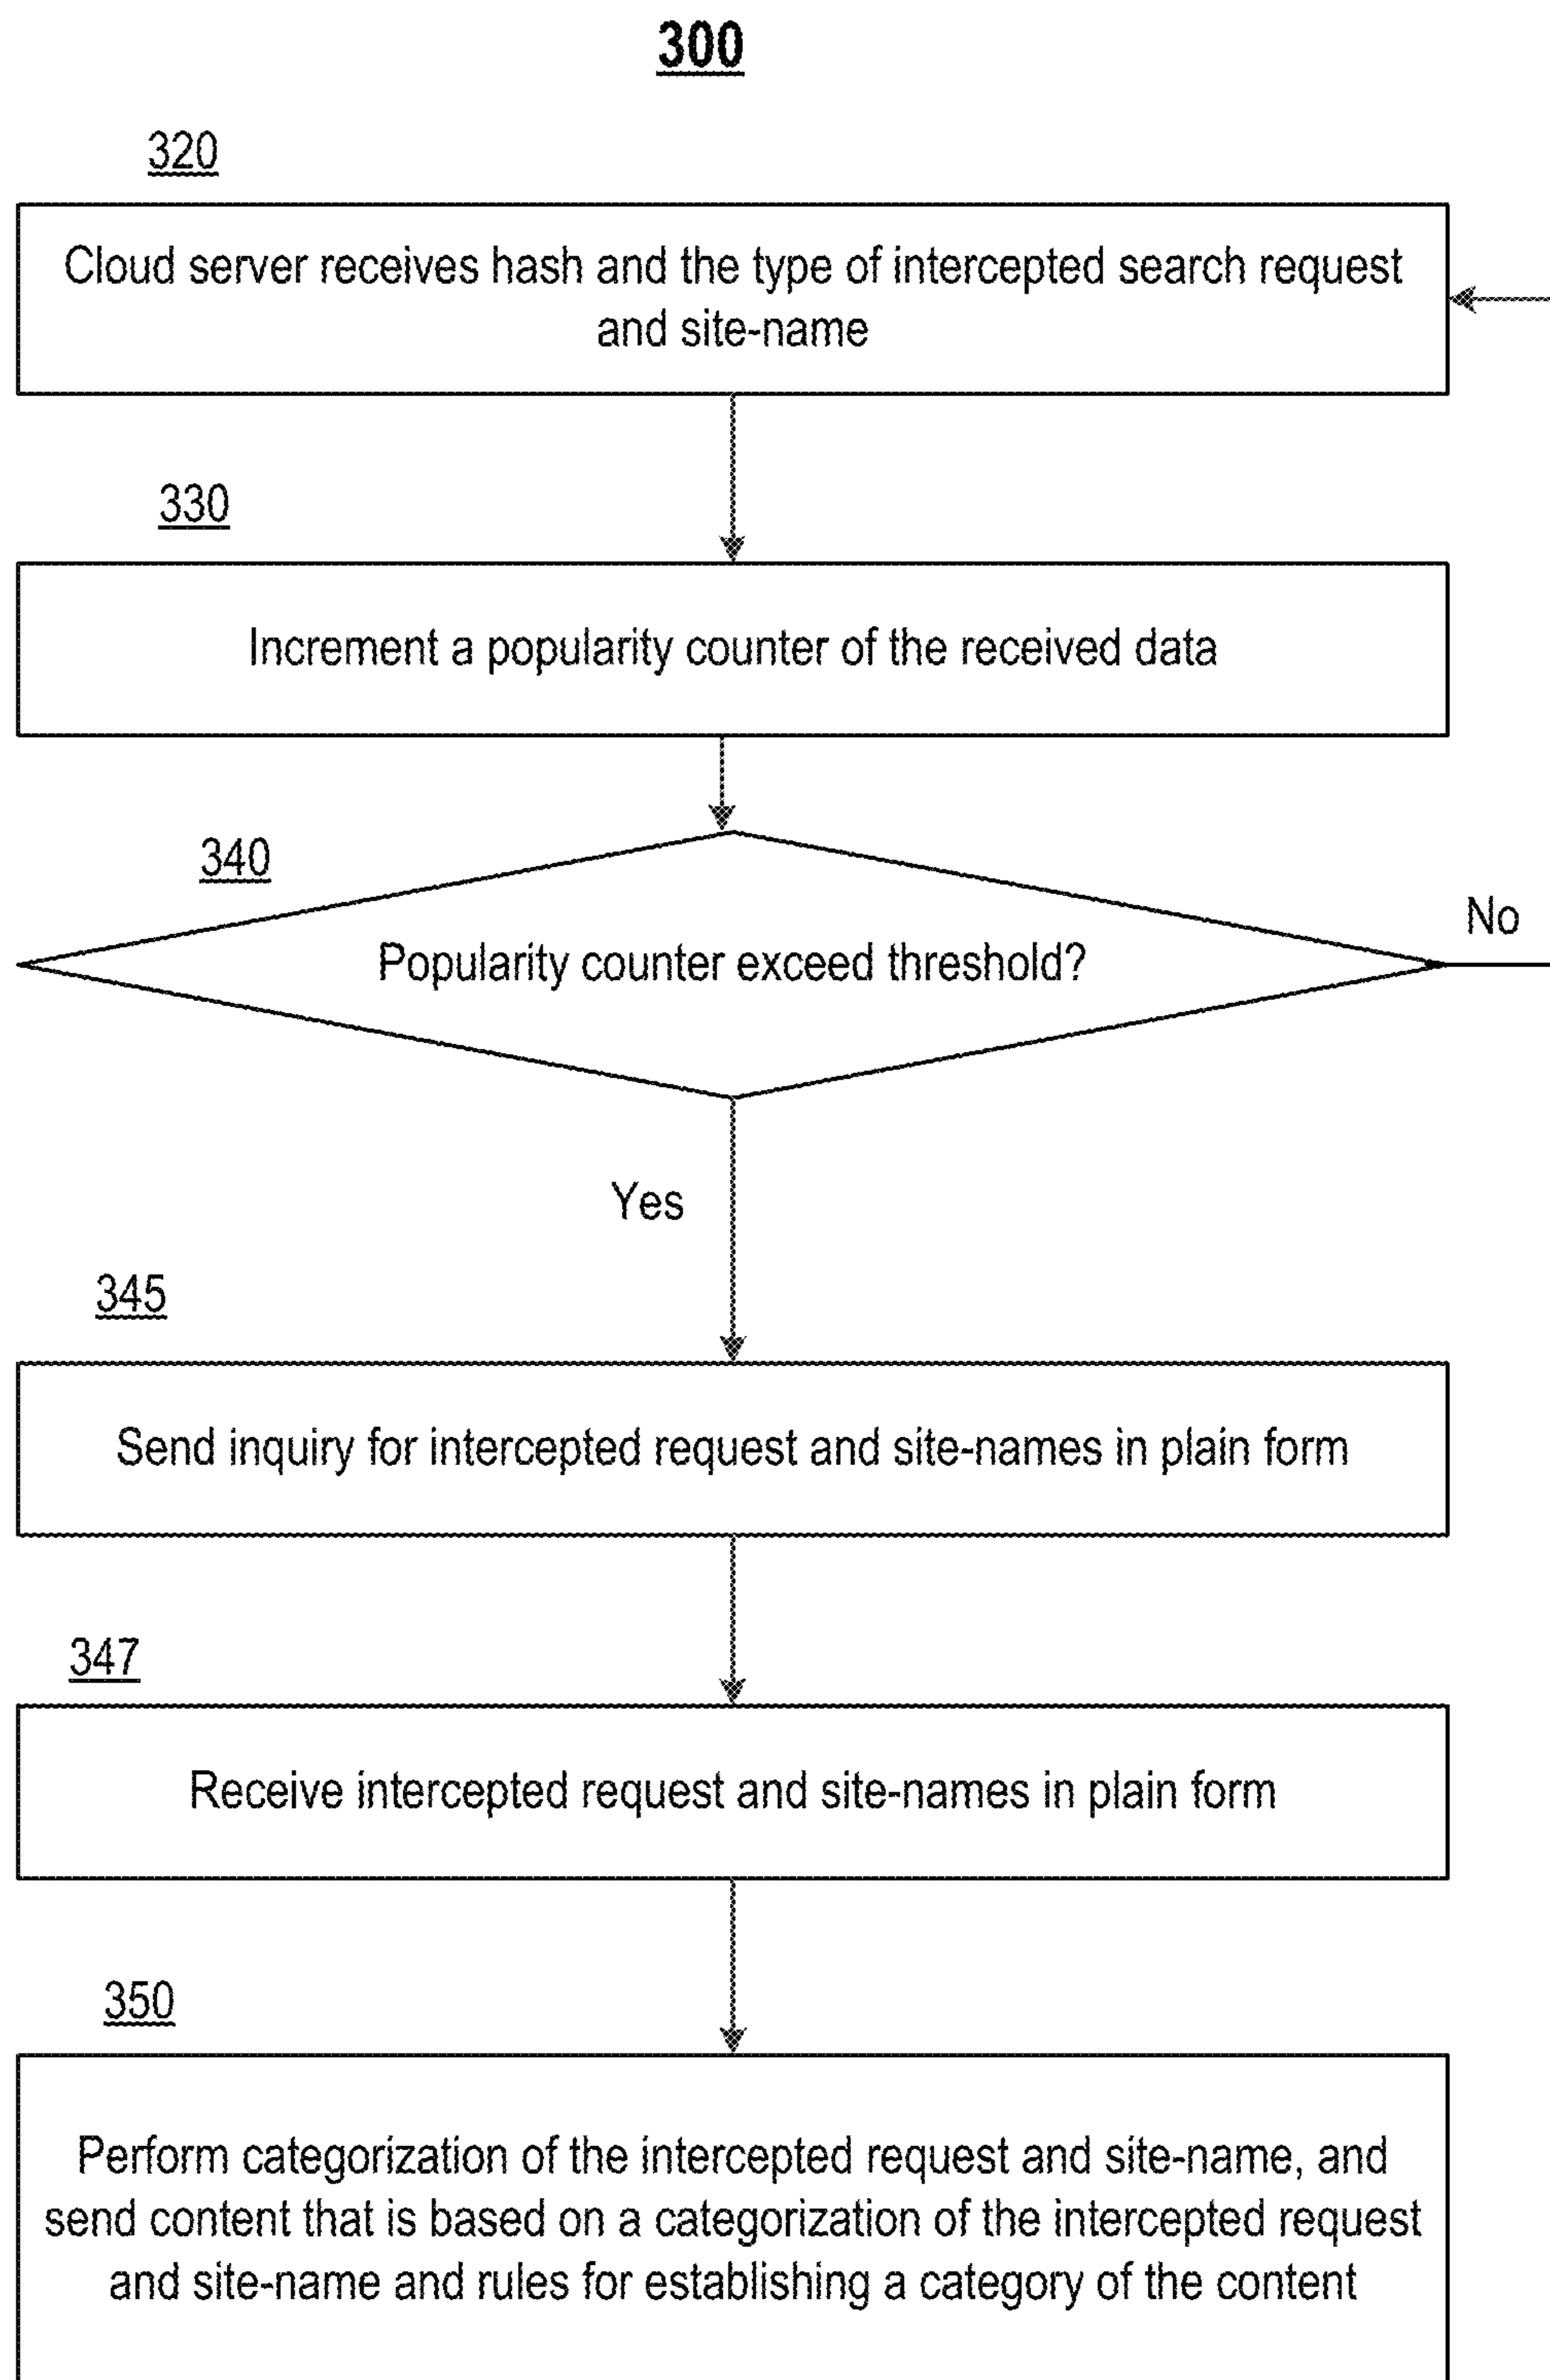 300
320
Cloud server receives hash and the type of intercepted search request
and site-name
330
Increment a popularity counter of the received data
340
No
Popularity counter exceed threshold?
Yes
345
Send inquiry for intercepted request and site-names in plain form
347
Receive intercepted request and site-names in plain form
350
Perform categorization of the intercepted request and site-name, and
send content that is based on a categorization of the intercepted request
and site-name and rules for establishing a category of the content